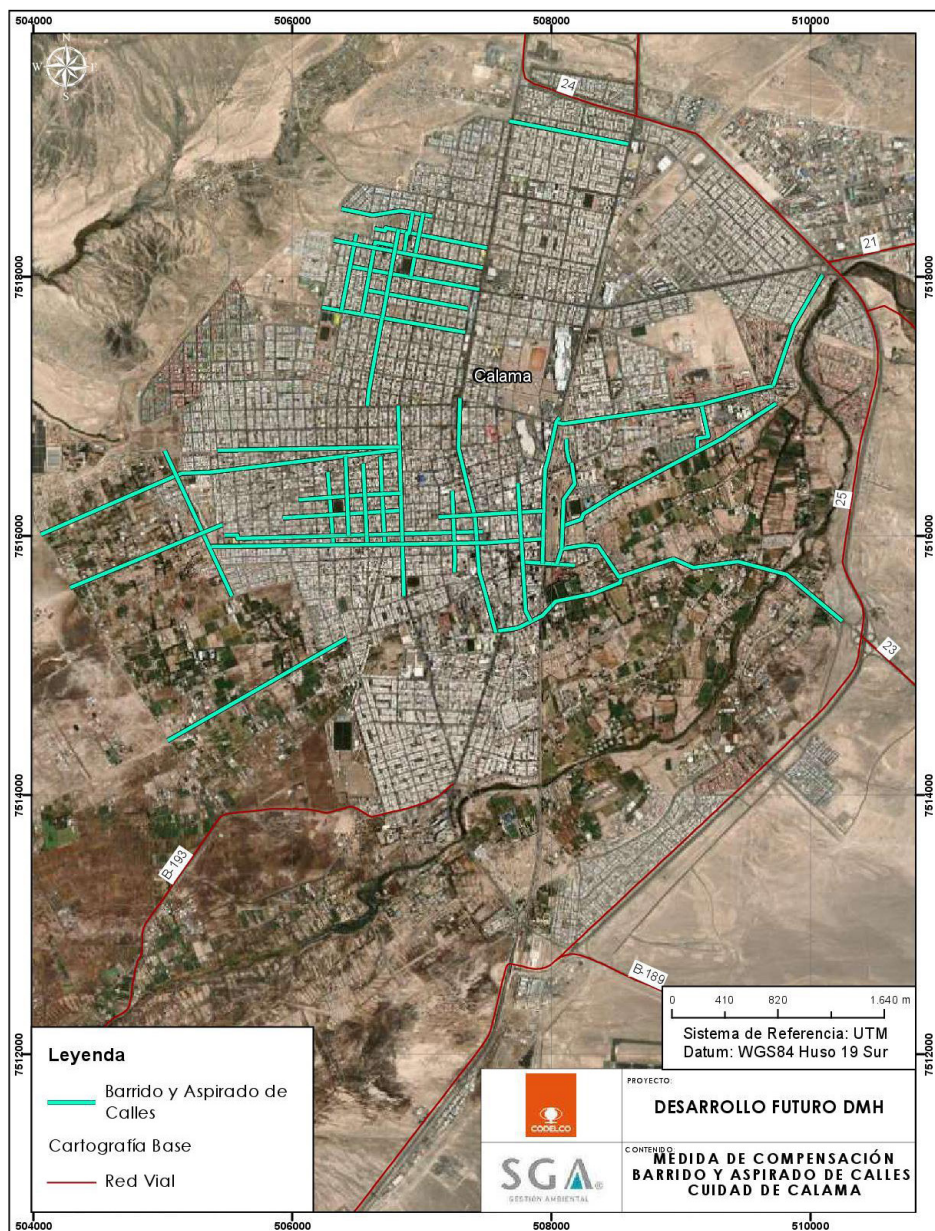 504000
506000
508000
510000
N
W
E
S
24
21
7518000
7518000
Calama
25
7516000
7516000
23
7514000
7514000
B-193
B-189
0 410 820 1.640 m
Sistema de Referencia: UTM
Datum: WGS84 Huso 19 Sur
7512000
7512000
Leyenda
Barrido y Aspirado de
Calles
Cartografía Base
Red Vial
CODELCO
PROYECTO:
DESARROLLO FUTURO DMH
SGA
GESTIÓN AMBIENTAL
CONTENIDO:
MEDIDA DE COMPENSACIÓN
BARRIDO Y ASPIRADO DE CALLES
CUIDAD DE CALAMA
504000
506000
508000
510000